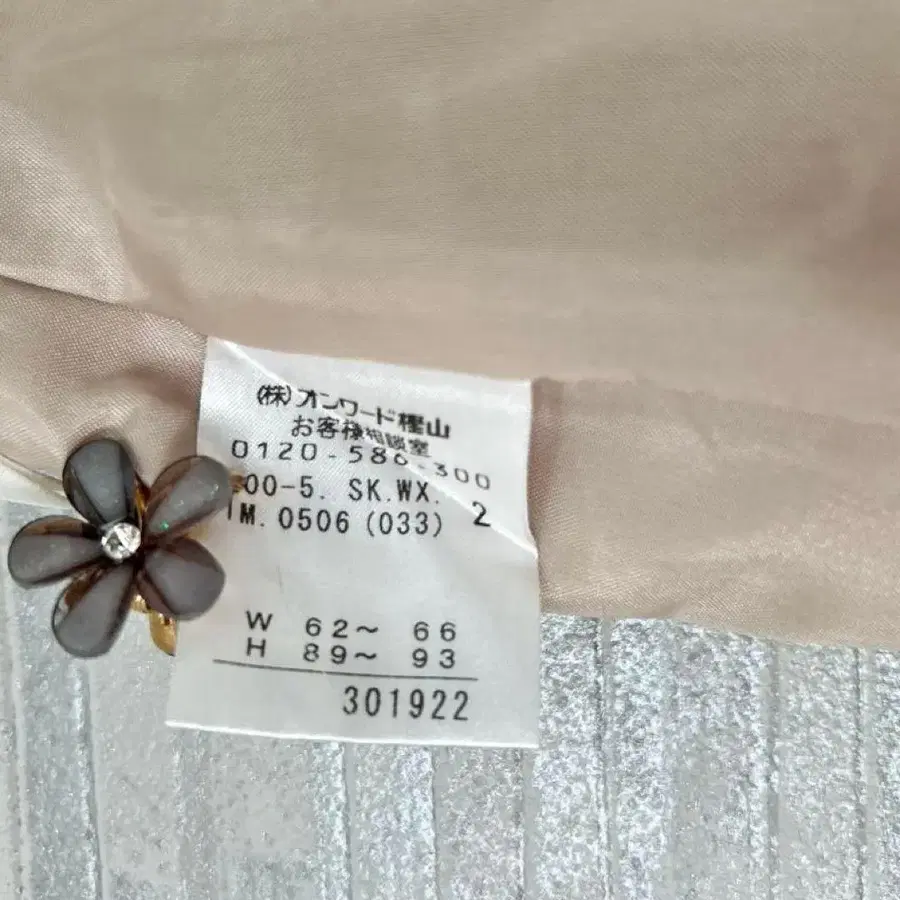 (株)オンワード樫山
お客様相談室
0120-586-300
00-5. SK.WX. 2
M. 0506 (033)
W 62~ 66
H 89~ 93
301922